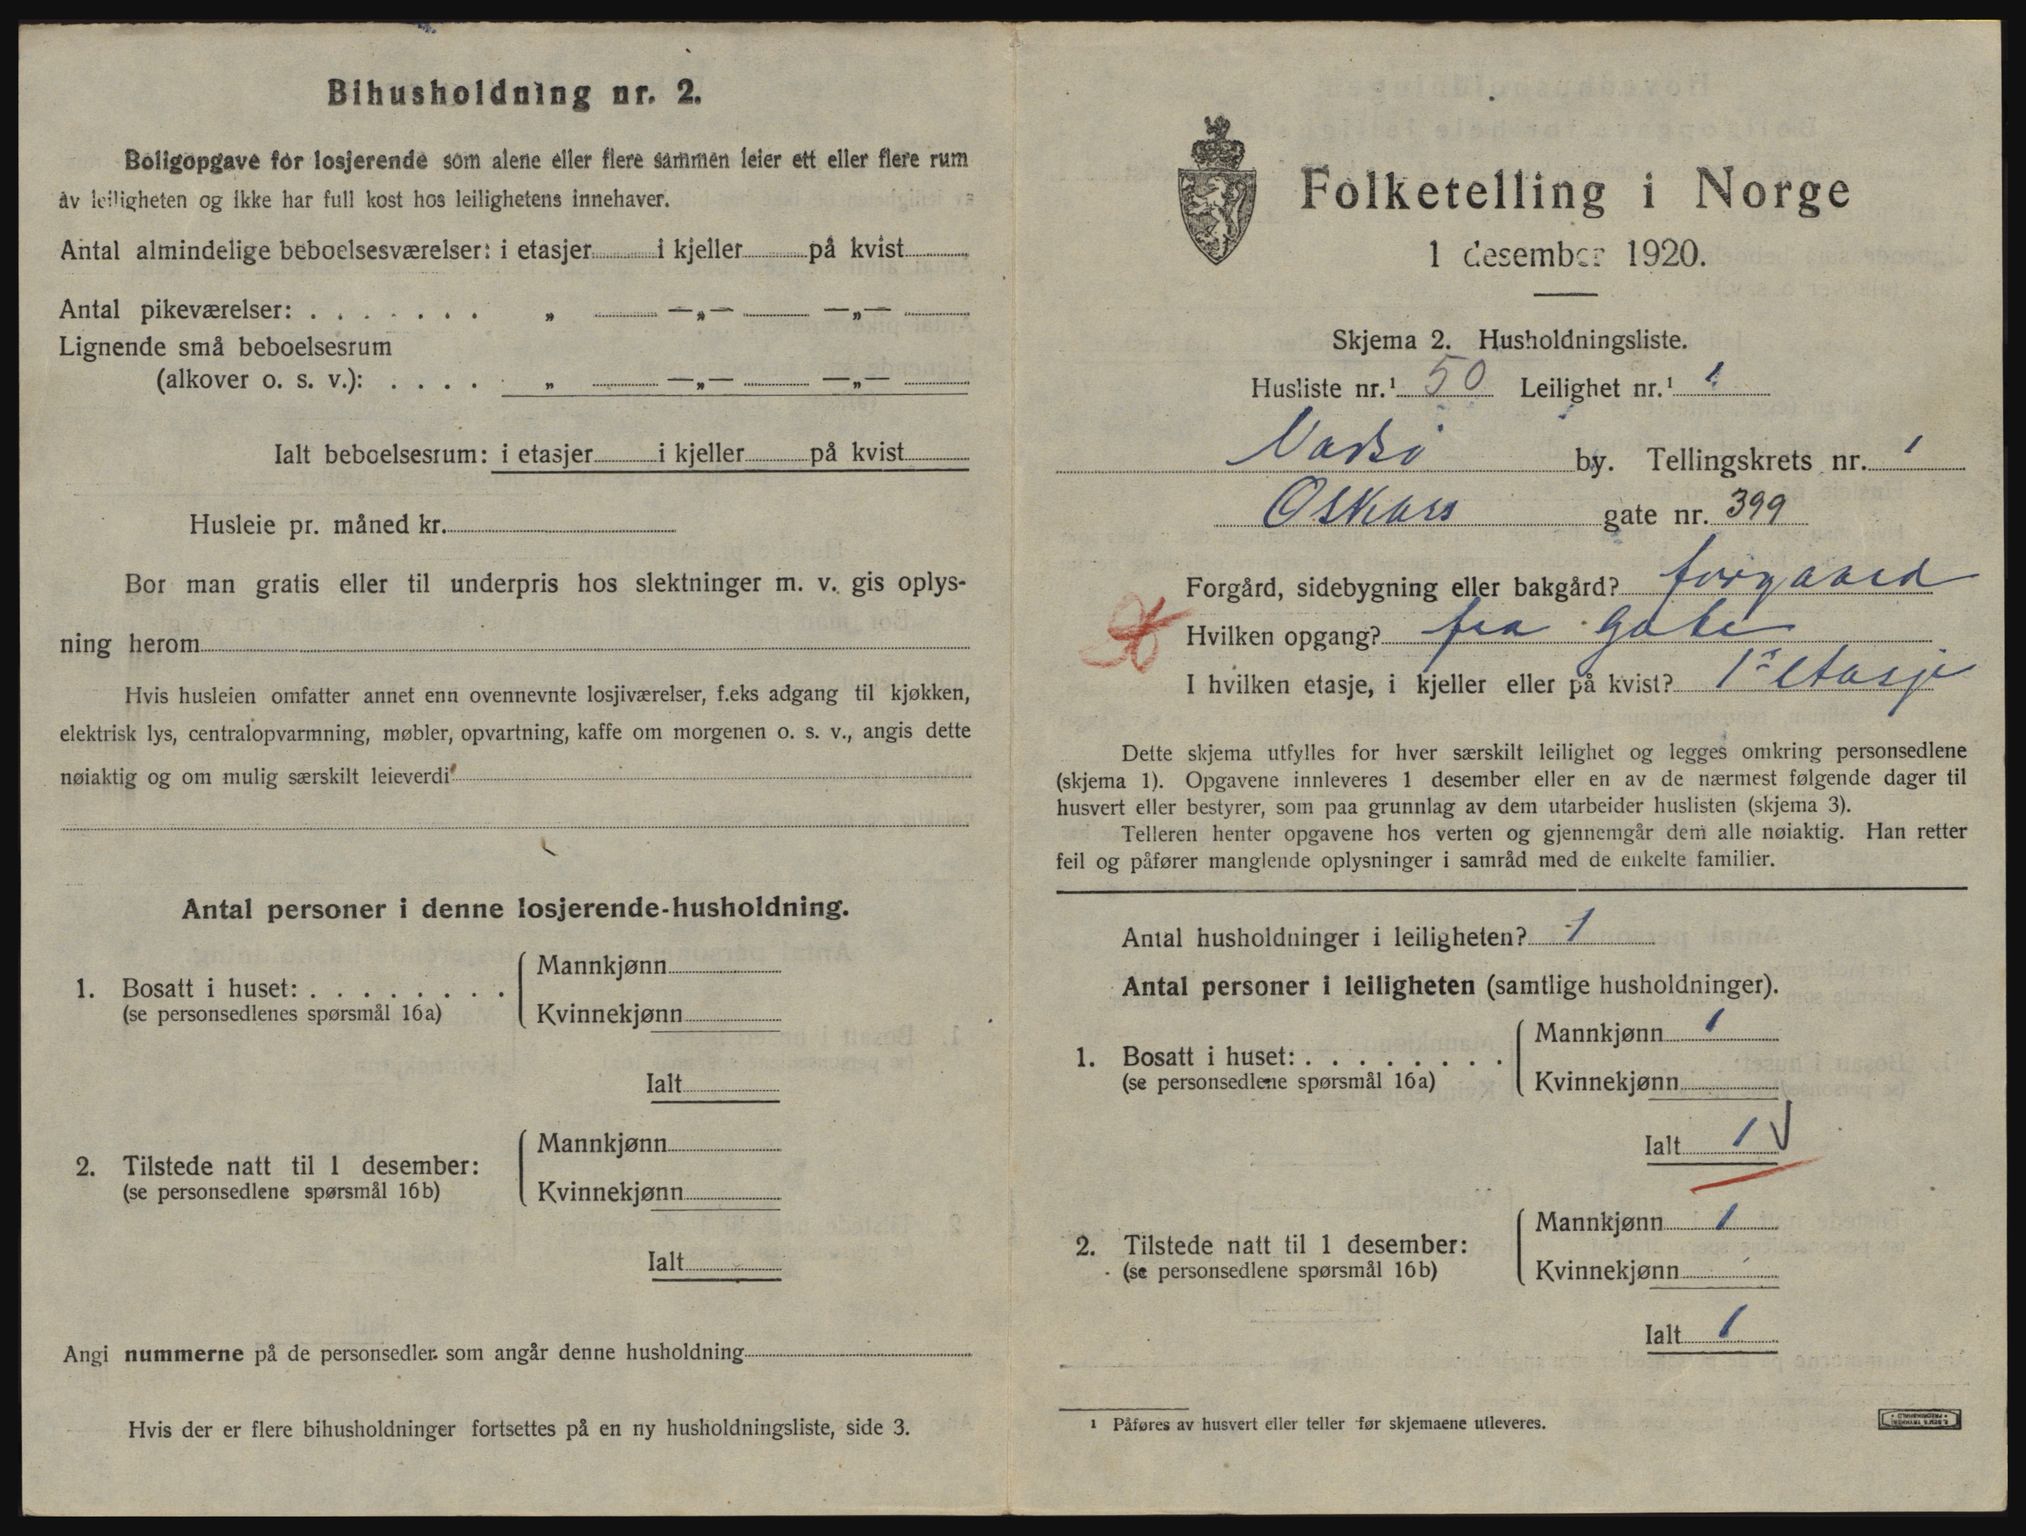 Bihusholdning nr. 2.
Boligopgave for losjerende som alene eller flere sammen leier ett eller flere rum
av leiligheten og ikke har full kost hos leilighetens innehaver.
Antal almindelige beboelsesværelser: i etasjer i kjeller på kvist
Antal pikeværelser: . . . . . . . „ —„— —„—
Lignende små beboelsesrum
(alkover o. s. v.): . . . . „ —„— —„—
Ialt beboelsesrum: i etasjer i kjeller på kvist
Husleie pr. måned kr.
Bor man gratis eller til underpris hos slektninger m. v. gis oplys-
ning herom
Hvis husleien omfatter annet enn ovennevnte losjiværelser, f.eks adgang til kjøkken,
elektrisk lys, centralopvarmning, møbler, opvartning, kaffe om morgenen o. s. v., angis dette
nøiaktig og om mulig særskilt leieverdi
Antal personer i denne losjerende-husholdning.
1. Bosatt i huset: . . . . . . . .
(se personsedlenes spørsmål 16a)
Mannkjønn
Kvinnekjønn
Ialt
2. Tilstede natt til 1 desember:
(se personsedlene spørsmål 16b)
Mannkjønn
Kvinnekjønn
Ialt
Angi nummerne på de personsedler som angår denne husholdning
Hvis der er flere bihusholdninger fortsettes på en ny husholdningsliste, side 3.
Folketelling i Norge
1 desember 1920.
Skjema 2. Husholdningsliste.
Husliste nr.¹ 50 Leilighet nr.¹ 1
Vadsö by. Tellingskrets nr. 1
Oskars gate nr. 399
Forgård, sidebygning eller bakgård? forgaard
Hvilken opgang? fra Gate
I hvilken etasje, i kjeller eller på kvist? 1ˢᵗ etasje
Dette skjema utfylles for hver særskilt leilighet og legges omkring personsedlene
(skjema 1). Opgavene innleveres 1 desember eller en av de nærmest følgende dager til
husvert eller bestyrer, som paa grunnlag av dem utarbeider huslisten (skjema 3).
Telleren henter opgavene hos verten og gjennemgår dem alle nøiaktig. Han retter
feil og påfører manglende oplysninger i samråd med de enkelte familier.
Antal husholdninger i leiligheten? 1
Antal personer i leiligheten (samtlige husholdninger).
1. Bosatt i huset: . . . . . . . .
(se personsedlene spørsmål 16a)
Mannkjønn 1
Kvinnekjønn
Ialt 1
2. Tilstede natt til 1 desember:
(se personsedlene spørsmål 16b)
Mannkjønn 1
Kvinnekjønn
Ialt 1
¹ Påføres av husvert eller teller før skjemaene utleveres.